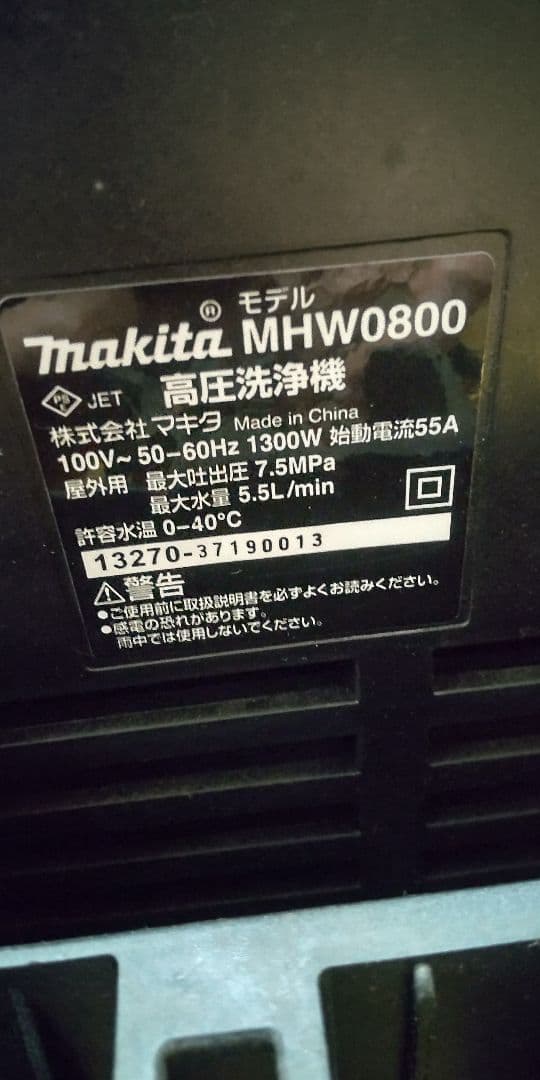 モデル
makita MHW0800
PS E JET 高圧洗浄機
株式会社マキタ Made in China
100V~ 50-60Hz 1300W 始動電流55A
屋外用 最大吐出圧 7.5MPa
最大水量 5.5L/min
許容水温 0-40℃
13270-37190013
警告
●ご使用前に取扱説明書を必ずよくお読みください。
●感電の恐れがあります。
雨中では使用しないでください。